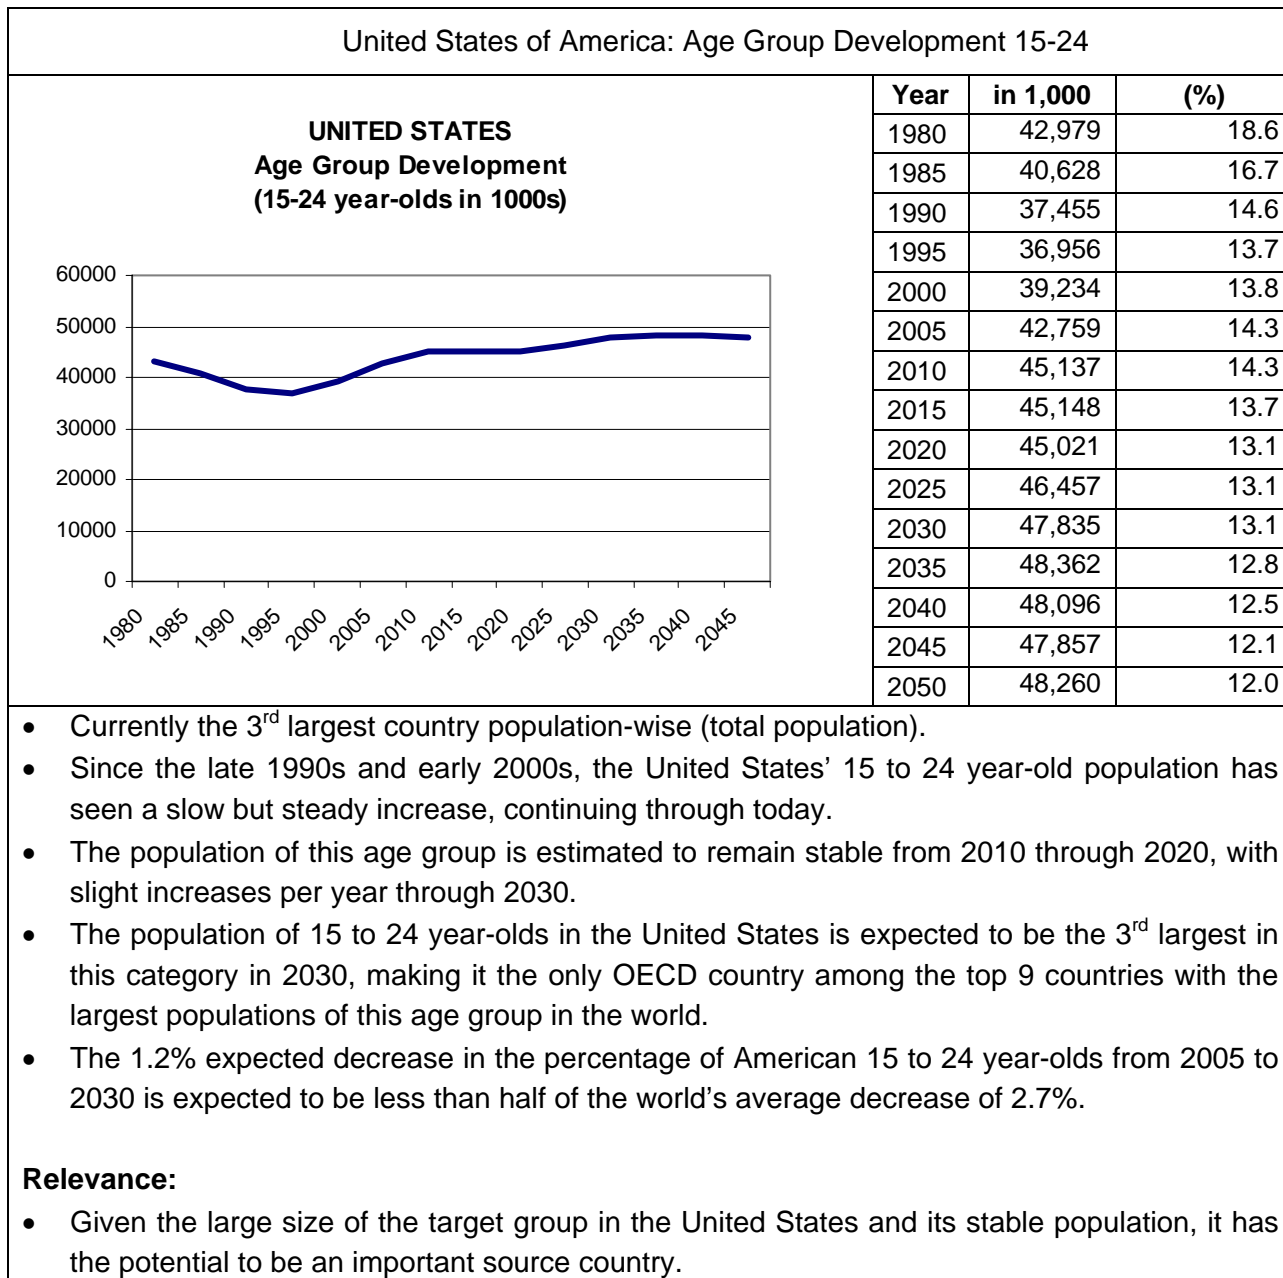 United States of America: Age Group Development 15-24
UNITED STATES
Age Group Development
(15-24 year-olds in 1000s)
60000
50000
40000
30000
20000
10000
0
1980 1985 1990 1995 2000 2005 2010 2015 2020 2025 2030 2035 2040 2045
Year in 1,000 (%)
1980 42,979 18.6
1985 40,628 16.7
1990 37,455 14.6
1995 36,956 13.7
2000 39,234 13.8
2005 42,759 14.3
2010 45,137 14.3
2015 45,148 13.7
2020 45,021 13.1
2025 46,457 13.1
2030 47,835 13.1
2035 48,362 12.8
2040 48,096 12.5
2045 47,857 12.1
2050 48,260 12.0
• Currently the 3rd largest country population-wise (total population).
• Since the late 1990s and early 2000s, the United States’ 15 to 24 year-old population has
seen a slow but steady increase, continuing through today.
• The population of this age group is estimated to remain stable from 2010 through 2020, with
slight increases per year through 2030.
• The population of 15 to 24 year-olds in the United States is expected to be the 3rd largest in
this category in 2030, making it the only OECD country among the top 9 countries with the
largest populations of this age group in the world.
• The 1.2% expected decrease in the percentage of American 15 to 24 year-olds from 2005 to
2030 is expected to be less than half of the world’s average decrease of 2.7%.
Relevance:
• Given the large size of the target group in the United States and its stable population, it has
the potential to be an important source country.